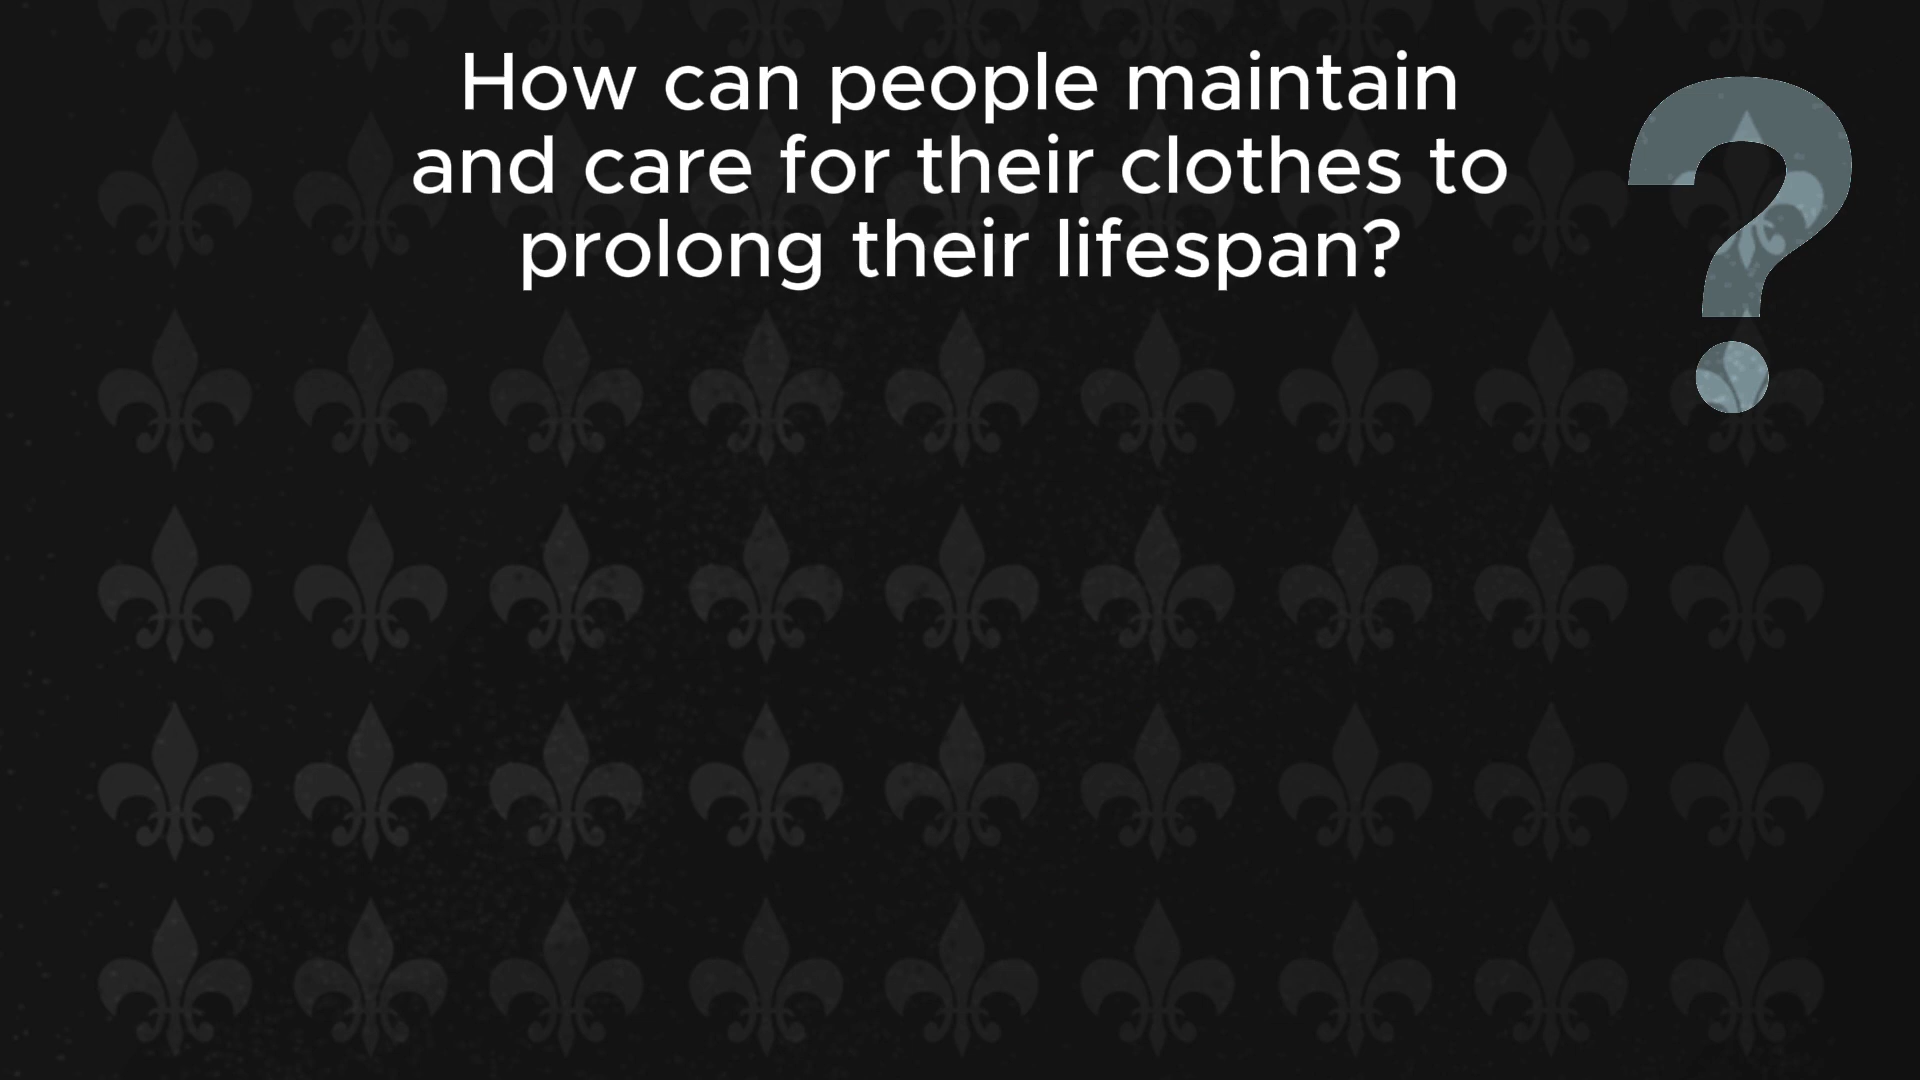 How can people maintain
and care for their clothes to
prolong their lifespan?
?